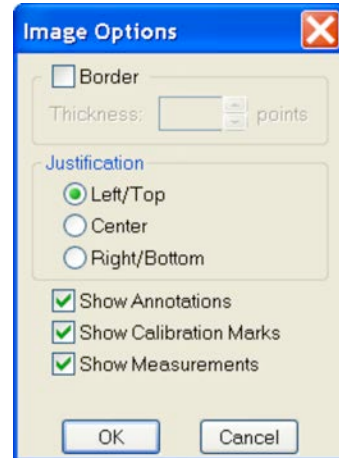 Image Options
Border
Thickness: points
Justification
Left/Top
Center
Right/Bottom
Show Annotations
Show Calibration Marks
Show Measurements
OK Cancel